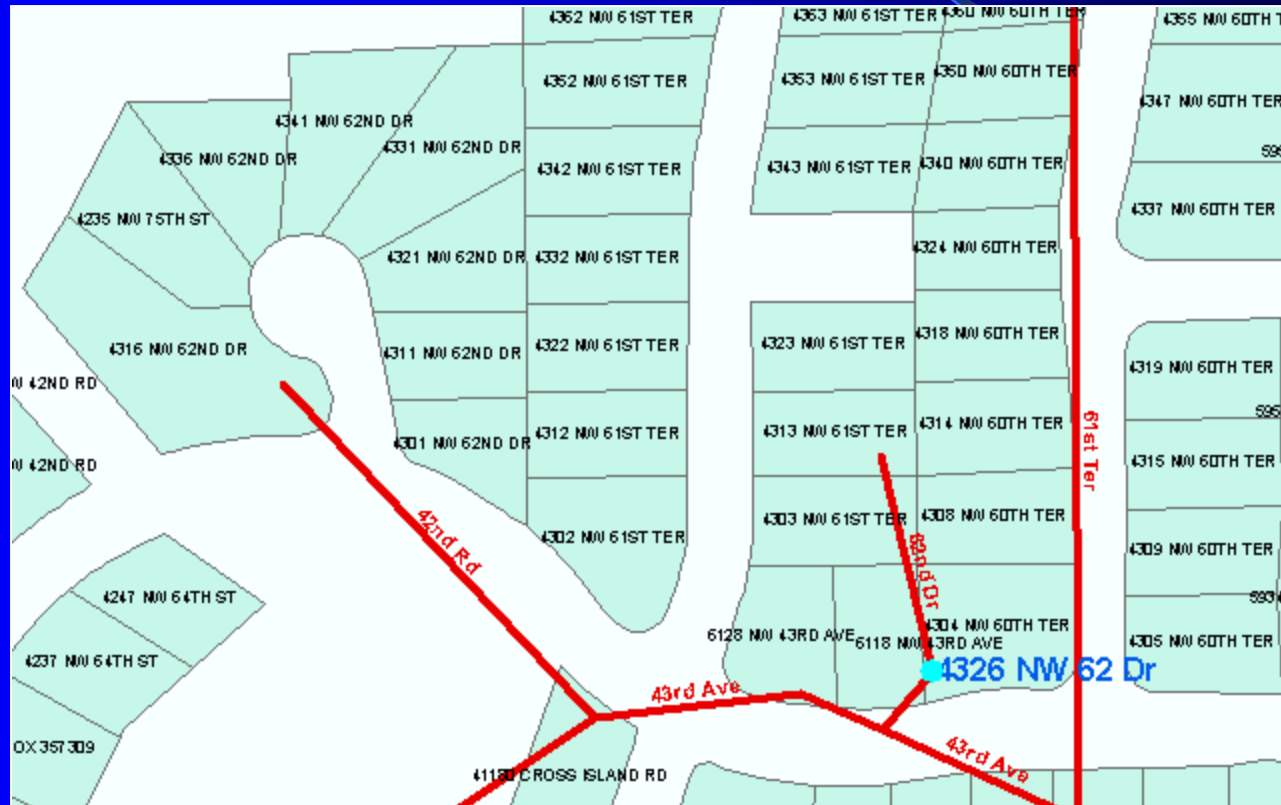 4362 NW 61ST TER
4363 NW 61ST TER
4360 NW 60TH TER
4365 NW 60TH T
4352 NW 61ST TER
4353 NW 61ST TER
4350 NW 60TH TER
4347 NW 60TH TER
4341 NW 62ND DR
4331 NW 62ND DR
4336 NW 62ND DR
4342 NW 61ST TER
4343 NW 61ST TER
4340 NW 60TH TER
4235 NW 75TH ST
4337 NW 60TH TER
4321 NW 62ND DR
4332 NW 61ST TER
4324 NW 60TH TER
4316 NW 62ND DR
4311 NW 62ND DR
4322 NW 61ST TER
4323 NW 61ST TER
4318 NW 60TH TER
4319 NW 60TH TER
W 42ND RD
4301 NW 62ND DR
4312 NW 61ST TER
4313 NW 61ST TER
4314 NW 60TH TER
61st Ter
W 42ND RD
4315 NW 60TH TER
42nd Rd
4302 NW 61ST TER
4303 NW 61ST TER
4308 NW 60TH TER
62nd Dr
4309 NW 60TH TER
4247 NW 64TH ST
4237 NW 64TH ST
6128 NW 43RD AVE
6118 NW 43RD AVE
4304 NW 60TH TER
4305 NW 60TH TER
4326 NW 62 Dr
43rd Ave
43rd Ave
OX 357309
41180 CROSS ISLAND RD